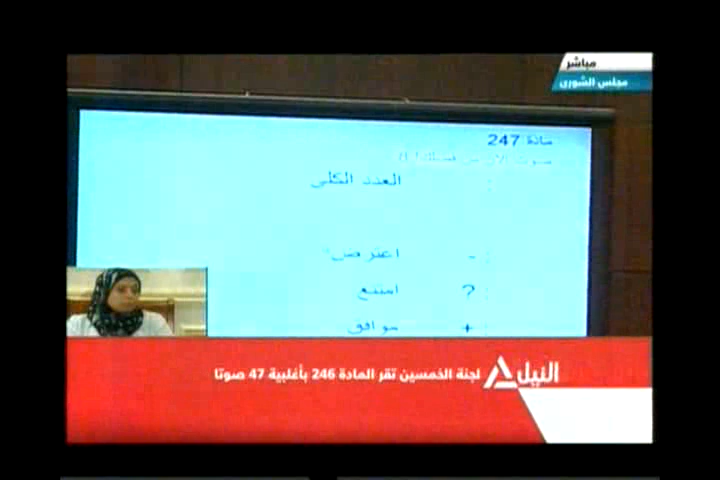 مباشر
مجلس الشورى
مادة 247
العدد الكلى :
اعترض - :
امتنع ? :
موافق + :
النيل لجنة الخمسين تقر المادة 246 بأغلبية 47 صوتا